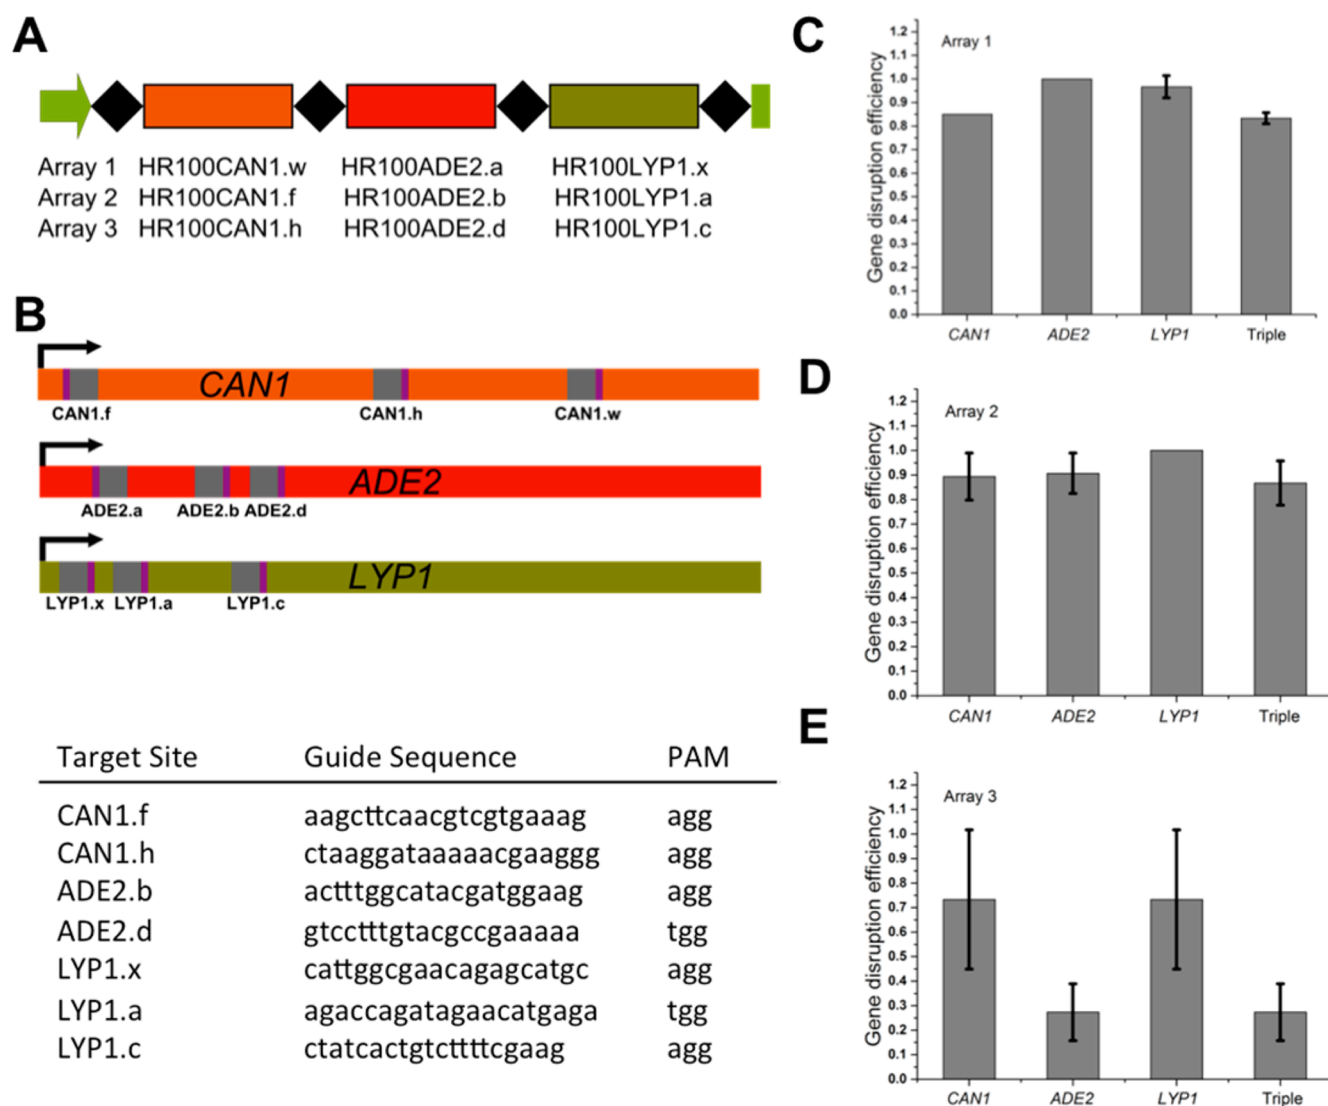 A
Array 1 HR100CAN1.w HR100ADE2.a HR100LYP1.x
Array 2 HR100CAN1.f HR100ADE2.b HR100LYP1.a
Array 3 HR100CAN1.h HR100ADE2.d HR100LYP1.c
B
CAN1
CAN1.f CAN1.h CAN1.w
ADE2
ADE2.a ADE2.b ADE2.d
LYP1
LYP1.x LYP1.a LYP1.c
Target Site Guide Sequence PAM
CAN1.f aagcttcaacgtcgtgaaag agg
CAN1.h ctaaggataaaaacgaaggg agg
ADE2.b actttggcatacgatggaag agg
ADE2.d gtcctttgtacgccgaaaaa tgg
LYP1.x cattggcgaacagagcatgc agg
LYP1.a agaccagatagaacatgaga tgg
LYP1.c ctatcactgtcttttcgaag agg
C
Array 1
Gene disruption efficiency
1.2
1.1
1.0
0.9
0.8
0.7
0.6
0.5
0.4
0.3
0.2
0.1
0.0
CAN1 ADE2 LYP1 Triple
D
Array 2
Gene disruption efficiency
1.2
1.1
1.0
0.9
0.8
0.7
0.6
0.5
0.4
0.3
0.2
0.1
0.0
CAN1 ADE2 LYP1 Triple
E
Array 3
Gene disruption efficiency
1.2
1.1
1.0
0.9
0.8
0.7
0.6
0.5
0.4
0.3
0.2
0.1
0.0
CAN1 ADE2 LYP1 Triple